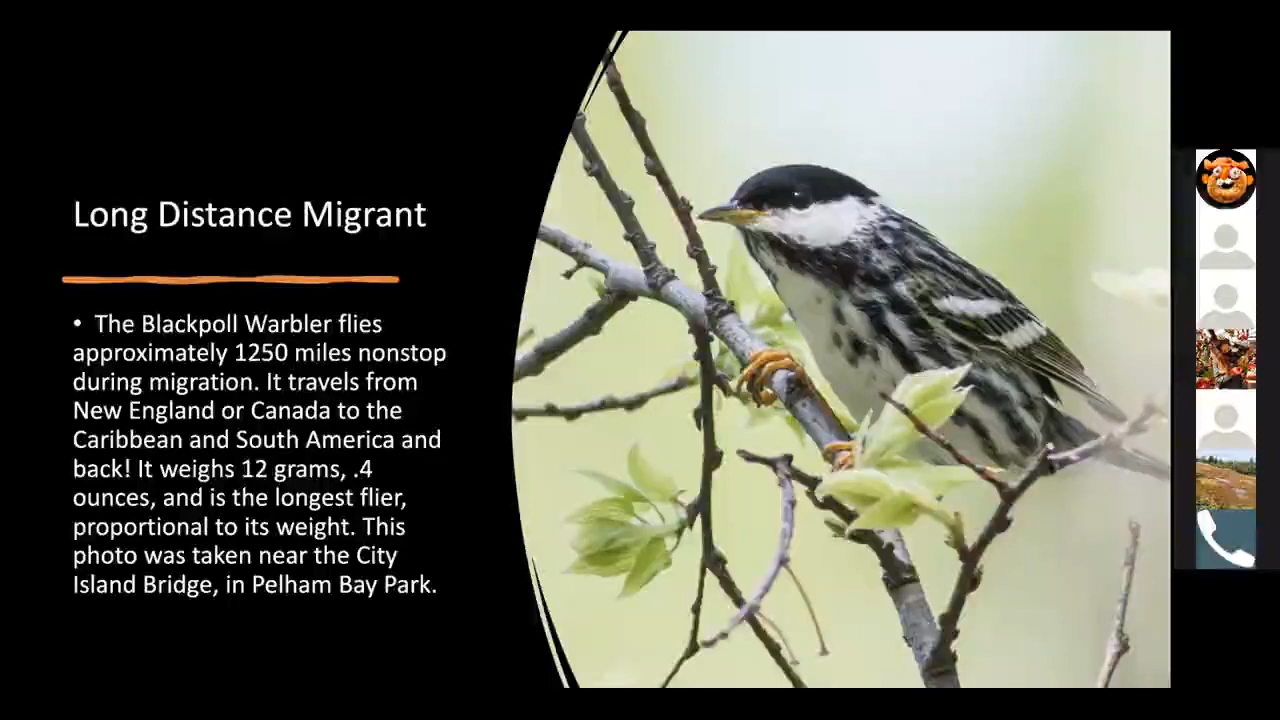 Long Distance Migrant
• The Blackpoll Warbler flies
approximately 1250 miles nonstop
during migration. It travels from
New England or Canada to the
Caribbean and South America and
back! It weighs 12 grams, .4
ounces, and is the longest flier,
proportional to its weight. This
photo was taken near the City
Island Bridge, in Pelham Bay Park.